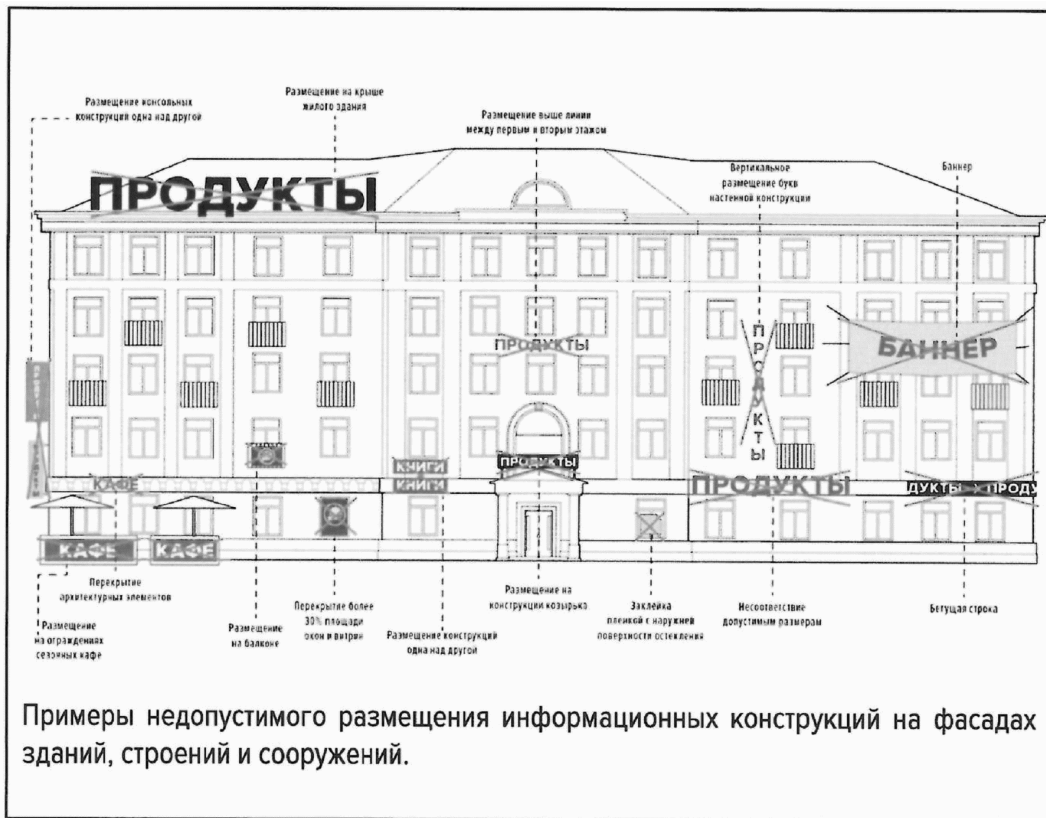 Размещение консольных
конструкций одна над другой
Размещение на крыше
жилого здания
Размещение выше линии
между первым и вторым этажом
Вертикальное
размещение букв
настенной конструкции
Баннер
ПРОДУКТЫ
ПРОДУКТЫ
ПРОДУКТЫ
БАННЕР
КАФЕ
КНИГИ
КНИГИ
ПРОДУКТЫ
ПРОДУКТЫ
ДУКТЫ
ПРОДУ
КАФЕ
КАФЕ
Перекрытие
архитектурных элементов
Размещение
на ограждениях
сезонных кафе
Размещение
на балконе
Перекрытие более
30% площади
окон и витрин
Размещение конструкций
одна над другой
Размещение на
конструкции козырька
Заклейка
пленкой с наружней
поверхности остекления
Несоответствие
допустимым размерам
Бегущая строка
Примеры недопустимого размещения информационных конструкций на фасадах
зданий, строений и сооружений.